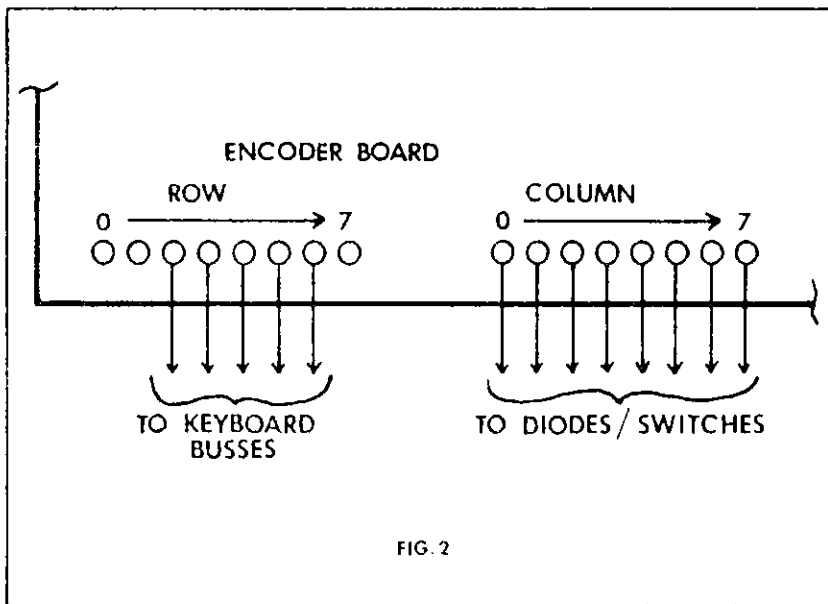 ENCODER BOARD
ROW
0 7
COLUMN
0 7
TO KEYBOARD
BUSSES
TO DIODES / SWITCHES
FIG. 2